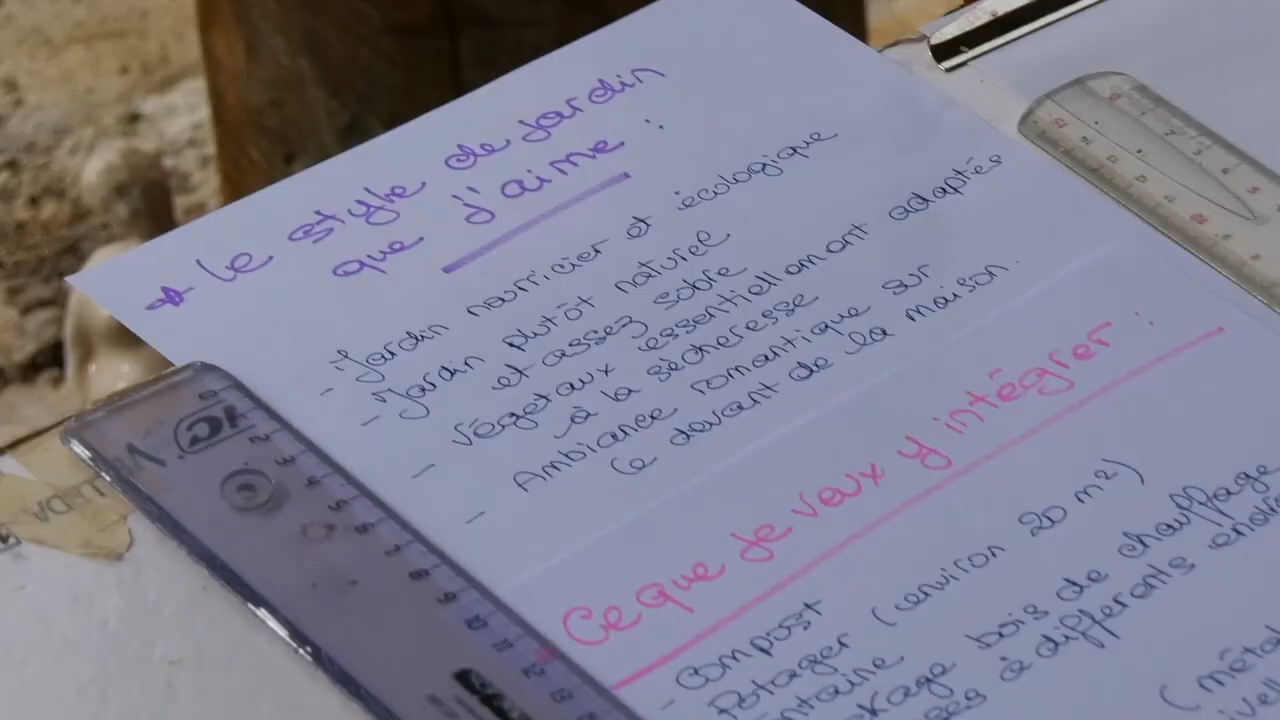 * Le style de Jardin
que j'aime :
- Jardin nourricier et écologique
- Jardin plutôt naturel
et assez sobre
- Végétaux essentiellement adaptés
à la sècheresse
- Ambiance romantique sur
le devant de la maison.
Ce que je veux y intégrer :
- Compost
Potager (environ 20 m²)
bois de chauffage
à différents
(métal